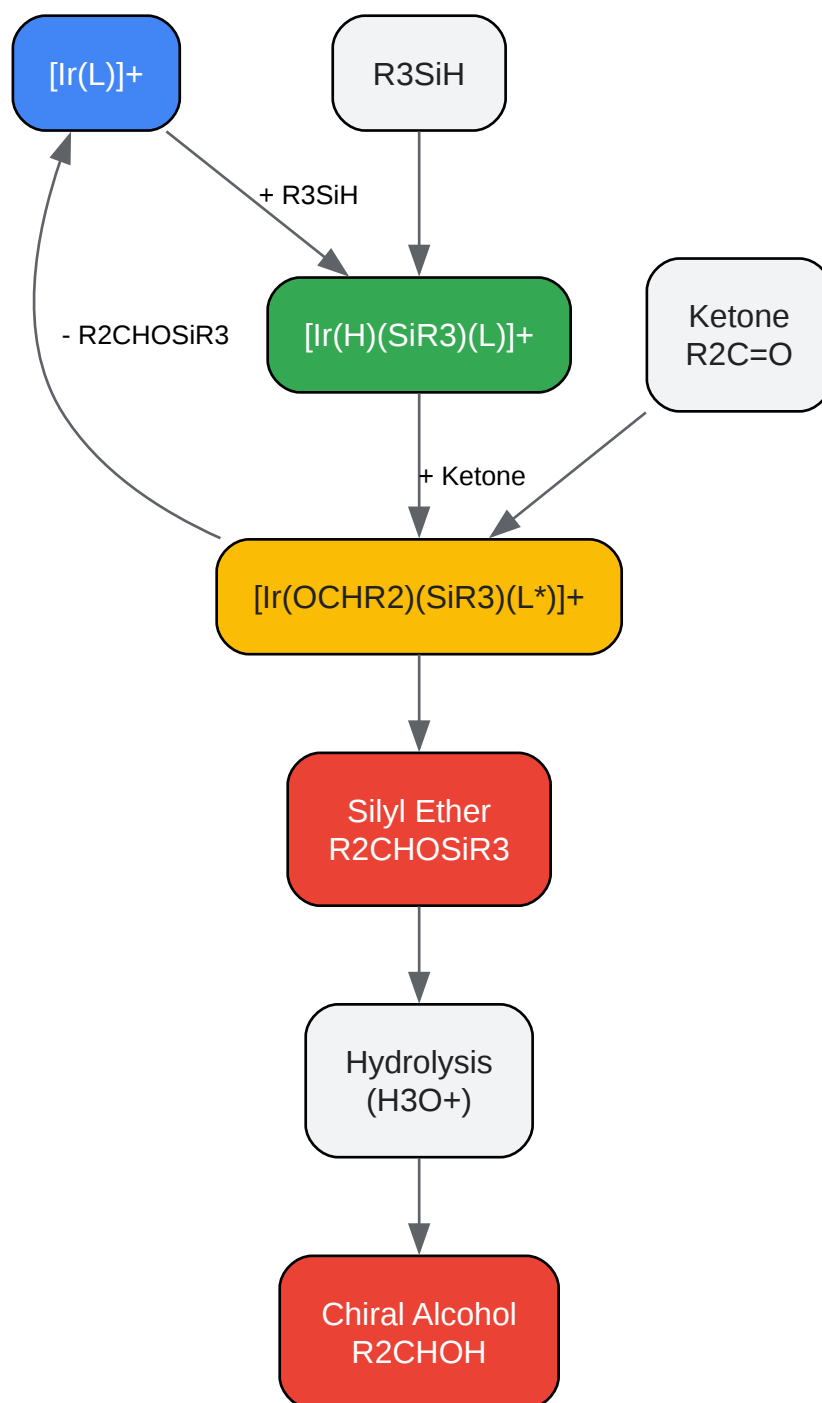 [Ir(L)]+
R3SiH
+ R3SiH
[Ir(H)(SiR3)(L)]+
Ketone
R2C=O
- R2CHOSiR3
+ Ketone
[Ir(OCHR2)(SiR3)(L*)]+
Silyl Ether
R2CHOSiR3
Hydrolysis
(H3O+)
Chiral Alcohol
R2CHOH